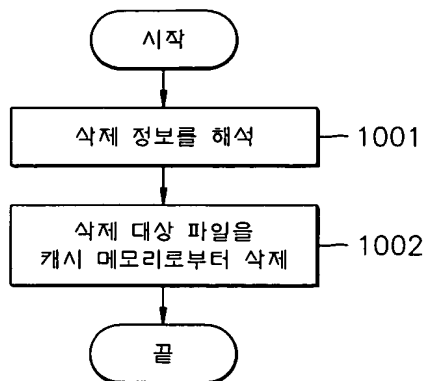 시작
삭제 정보를 해석
1001
삭제 대상 파일을
캐시 메모리로부터 삭제
1002
끝